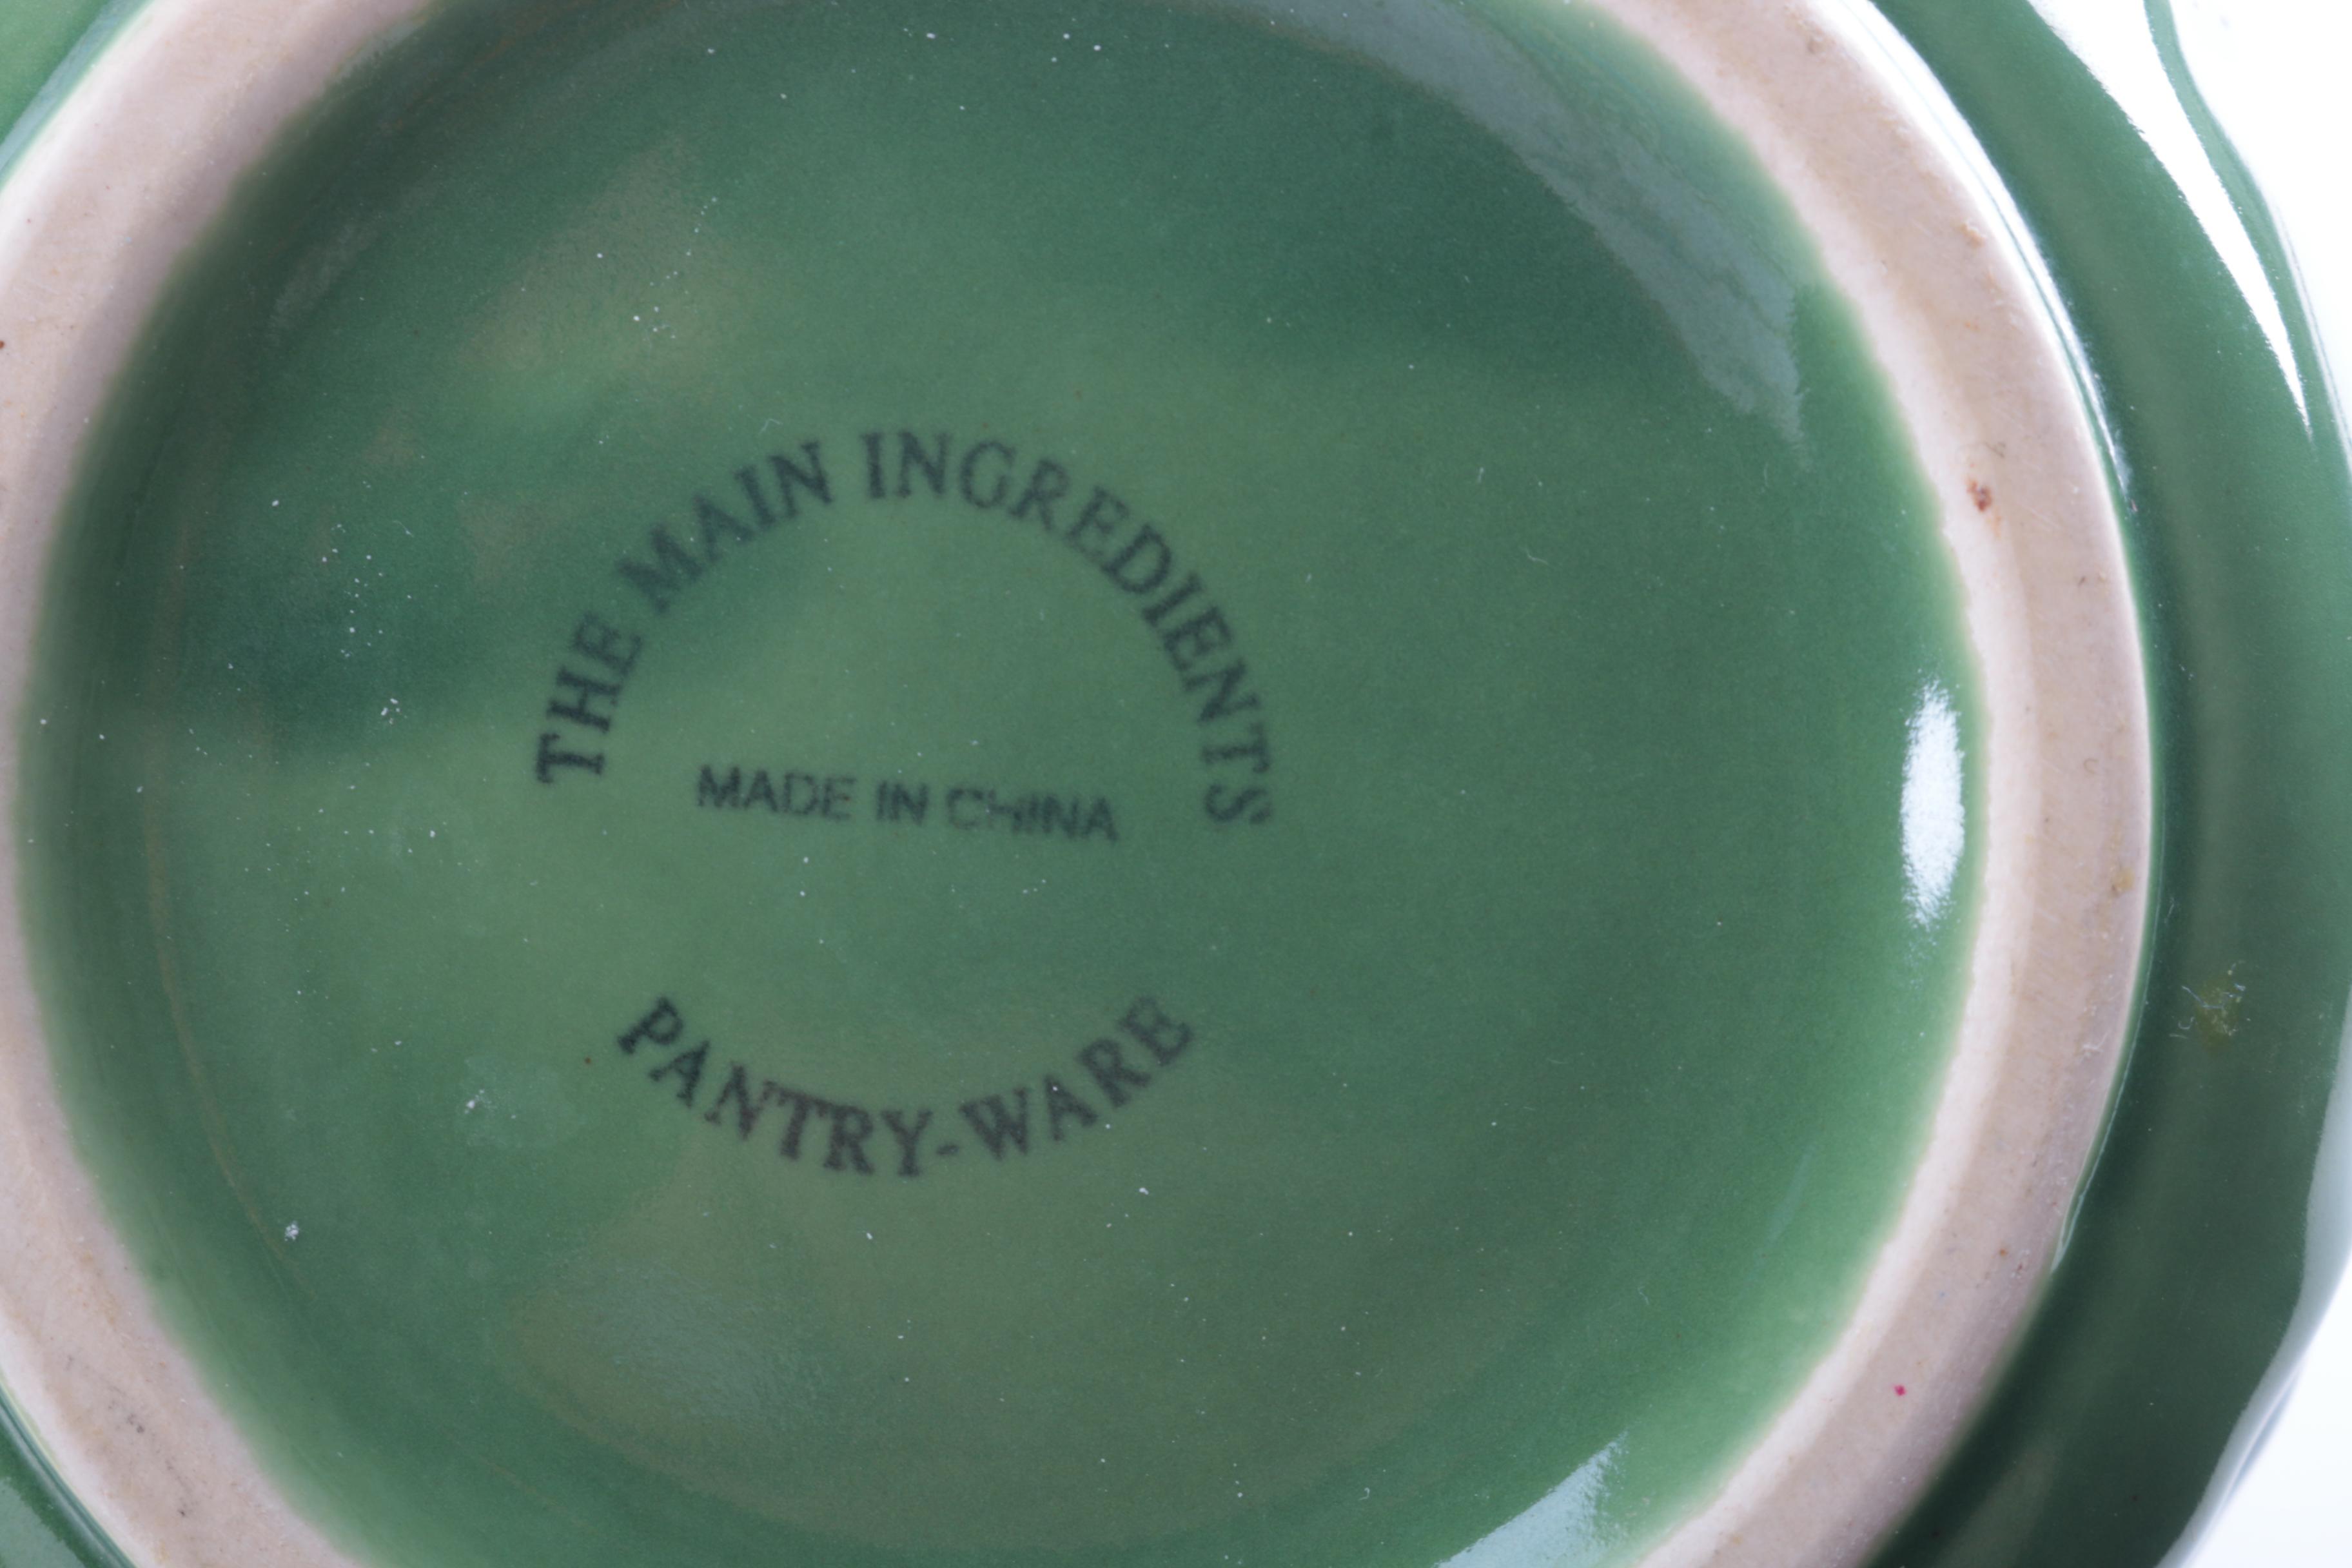 THE MAIN INGREDIENTS
MADE IN CHINA
PANTRY-WARE